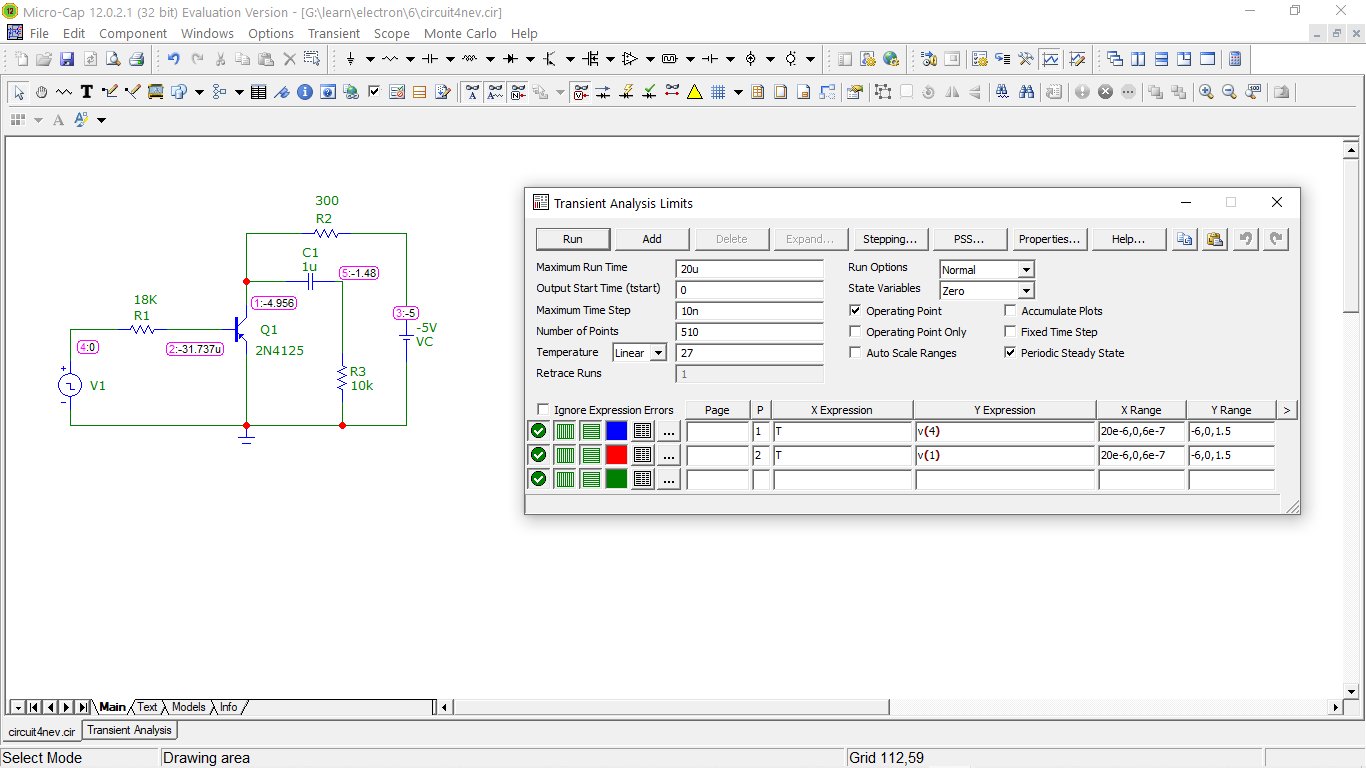 Micro-Cap 12.0.2.1 (32 bit) Evaluation Version - [G:\learn\electron\6\circuit4nev.cir]
File Edit Component Windows Options Transient Scope Monte Carlo Help
300
R2
C1
1u
5:-1.48
1:-4.956
3:-5
18K
R1
Q1
-5V
VC
4:0
2:-31.737u
2N4125
V1
R3
10k
Transient Analysis Limits
Run Add Delete Expand... Stepping... PSS... Properties... Help...
Maximum Run Time 20u Run Options Normal
Output Start Time (tstart) 0 State Variables Zero
Maximum Time Step 10n Operating Point Accumulate Plots
Number of Points 510 Operating Point Only Fixed Time Step
Temperature Linear 27 Auto Scale Ranges Periodic Steady State
Retrace Runs 1
Ignore Expression Errors Page P X Expression Y Expression X Range Y Range >
... 1 T v(4) 20e-6,0,6e-7 -6,0,1.5
... 2 T v(1) 20e-6,0,6e-7 -6,0,1.5
...
Main Text Models Info
circuit4nev.cir Transient Analysis
Select Mode Drawing area Grid 112,59